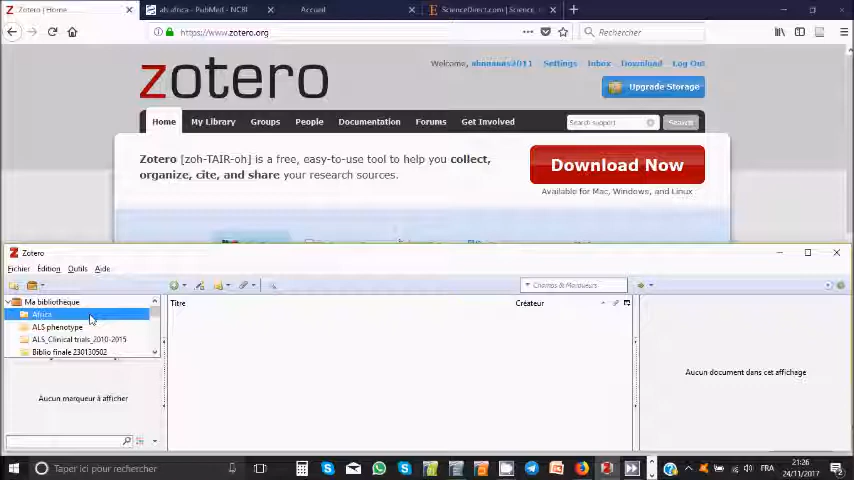 Zotero | Home
als africa - PubMed - NCBI
Accueil
ScienceDirect.com | Science,
https://www.zotero.org
Rechercher
zotero
Welcome,
Settings
Inbox
Download
Log Out
Upgrade Storage
Home
My Library
Groups
People
Documentation
Forums
Get Involved
Search support
Search
Zotero [zoh-TAIR-oh] is a free, easy-to-use tool to help you collect,
organize, cite, and share your research sources.
Download Now
Available for Mac, Windows, and Linux
Zotero
Fichier
Édition
Outils
Aide
Champs & Marqueurs
Ma bibliothèque
Africa
ALS phenotype
ALS_Clinical trials_2010-2015
Biblio finale 230130502
Titre
Créateur
Aucun document dans cet affichage
Aucun marqueur à afficher
Taper ici pour rechercher
FRA
21:26
24/11/2017